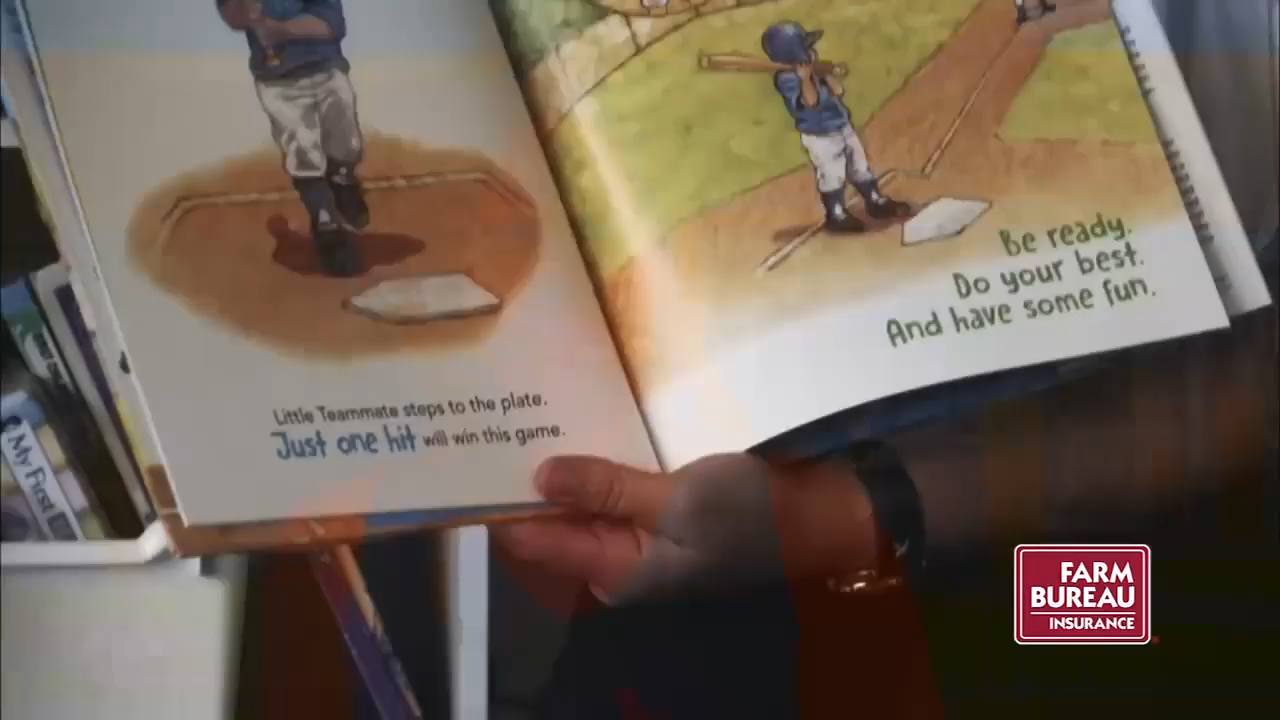 Little Teammate steps to the plate.
Just one hit will win this game.
Be ready.
Do your best.
And have some fun.
My First
FARM
BUREAU
INSURANCE